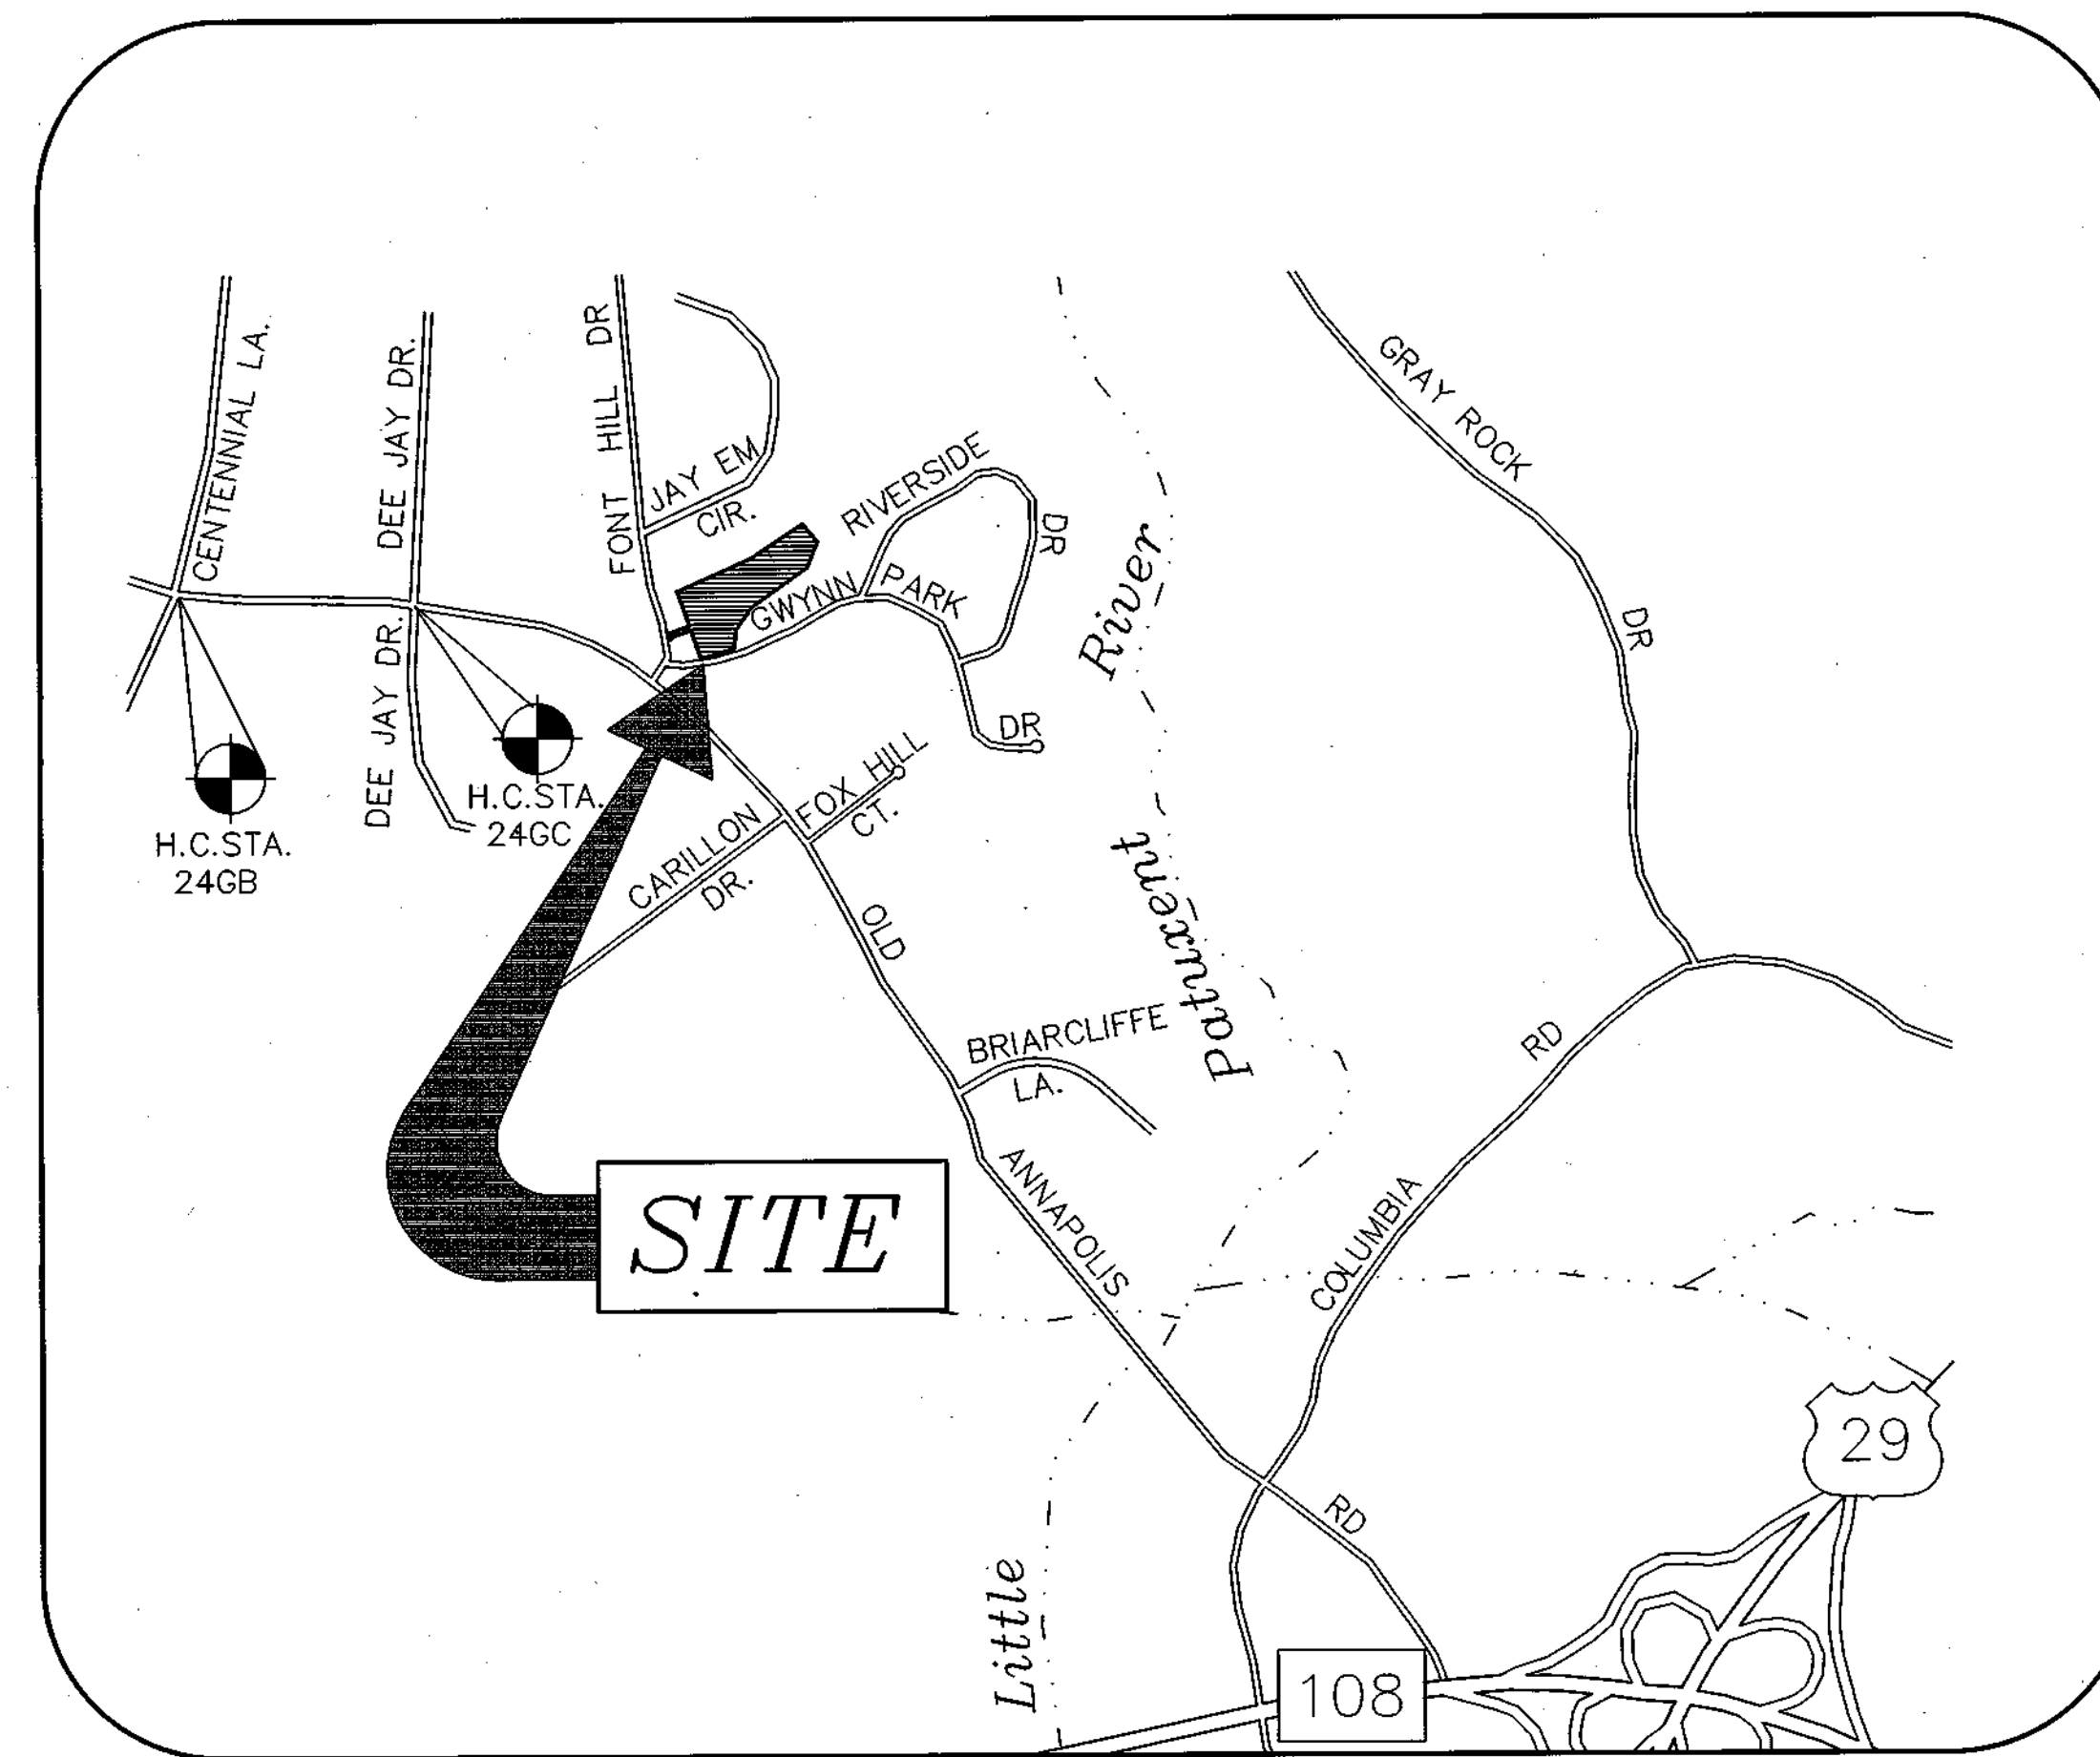 CENTENNIAL LA.
DEE JAY DR.
FONT HILL DR
JAY EM
CIR.
RIVERSIDE
DR
GWYNN
PARK
DR
GRAY ROCK
DR
River
DEE JAY DR.
H.C.STA.
24GB
H.C.STA.
24GC
FOX HILL
CT.
CARILLON
DR.
OLD
Patuxent
BRIARCLIFFE
LA.
ANNAPOLIS
RD
COLUMBIA
RD
SITE
29
Little
108